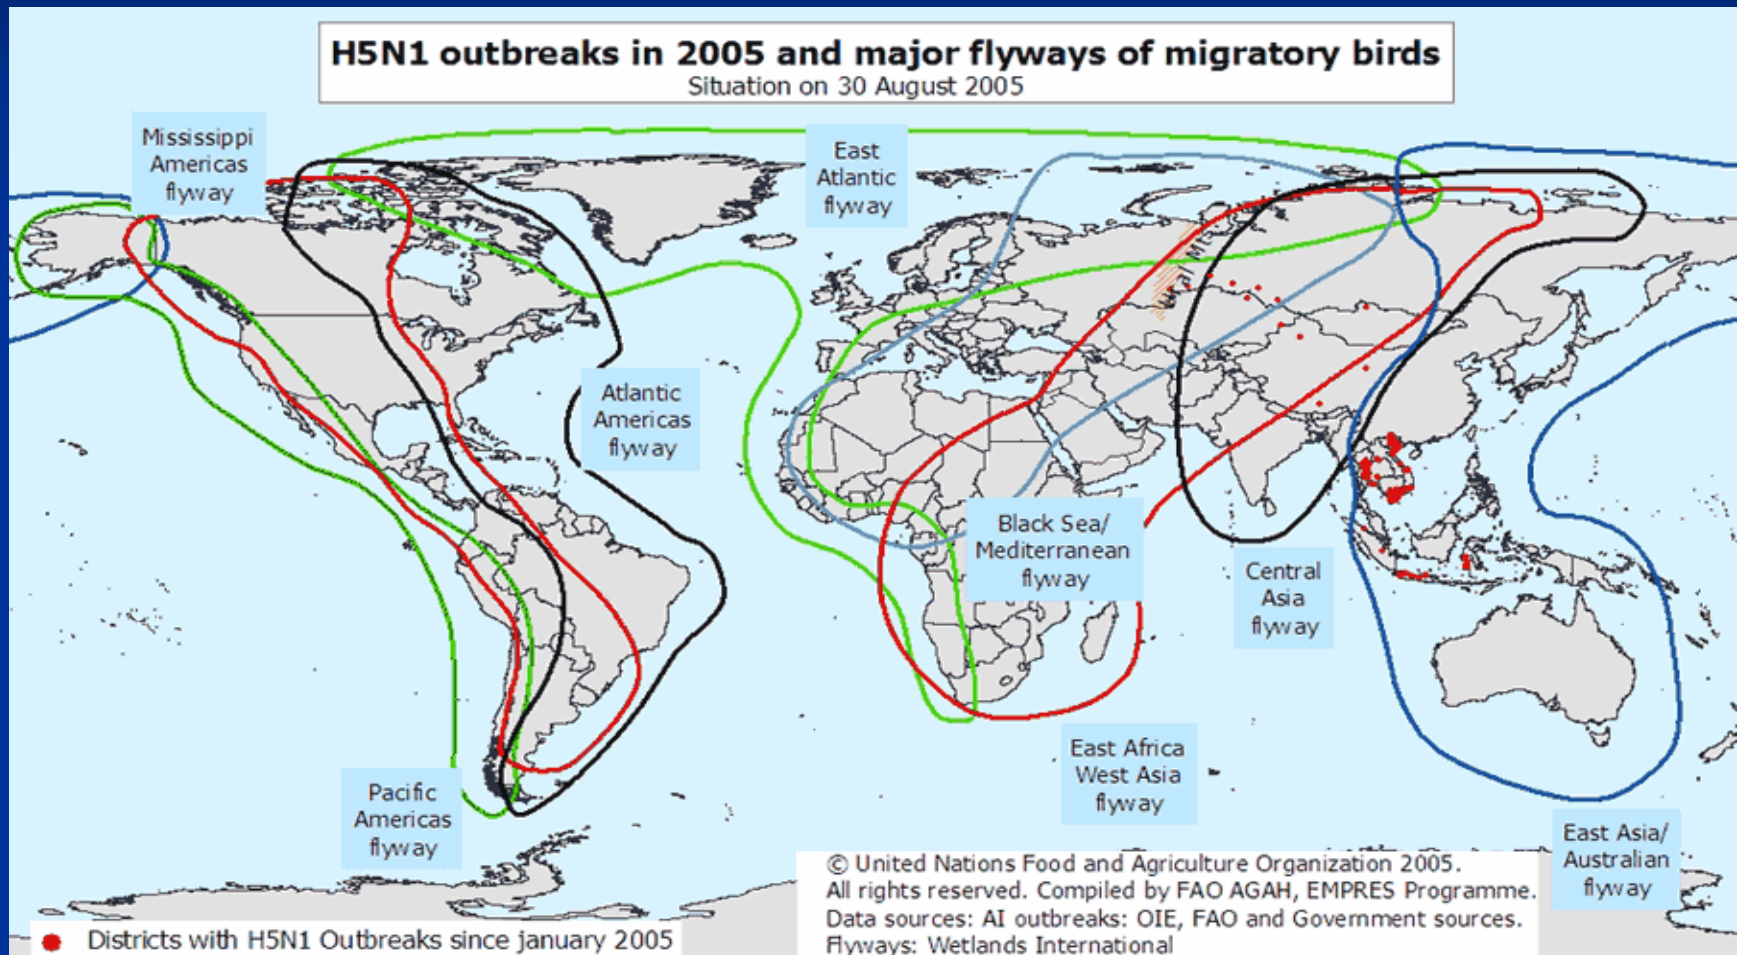 H5N1 outbreaks in 2005 and major flyways of migratory birds
Situation on 30 August 2005
Mississippi
Americas
flyway
East
Atlantic
flyway
Atlantic
Americas
flyway
Black Sea/
Mediterranean
flyway
Central
Asia
flyway
East Africa
West Asia
flyway
Pacific
Americas
flyway
East Asia/
Australian
flyway
© United Nations Food and Agriculture Organization 2005.
All rights reserved. Compiled by FAO AGAH, EMPRES Programme.
Data sources: AI outbreaks: OIE, FAO and Government sources.
Flyways: Wetlands International
Districts with H5N1 Outbreaks since january 2005